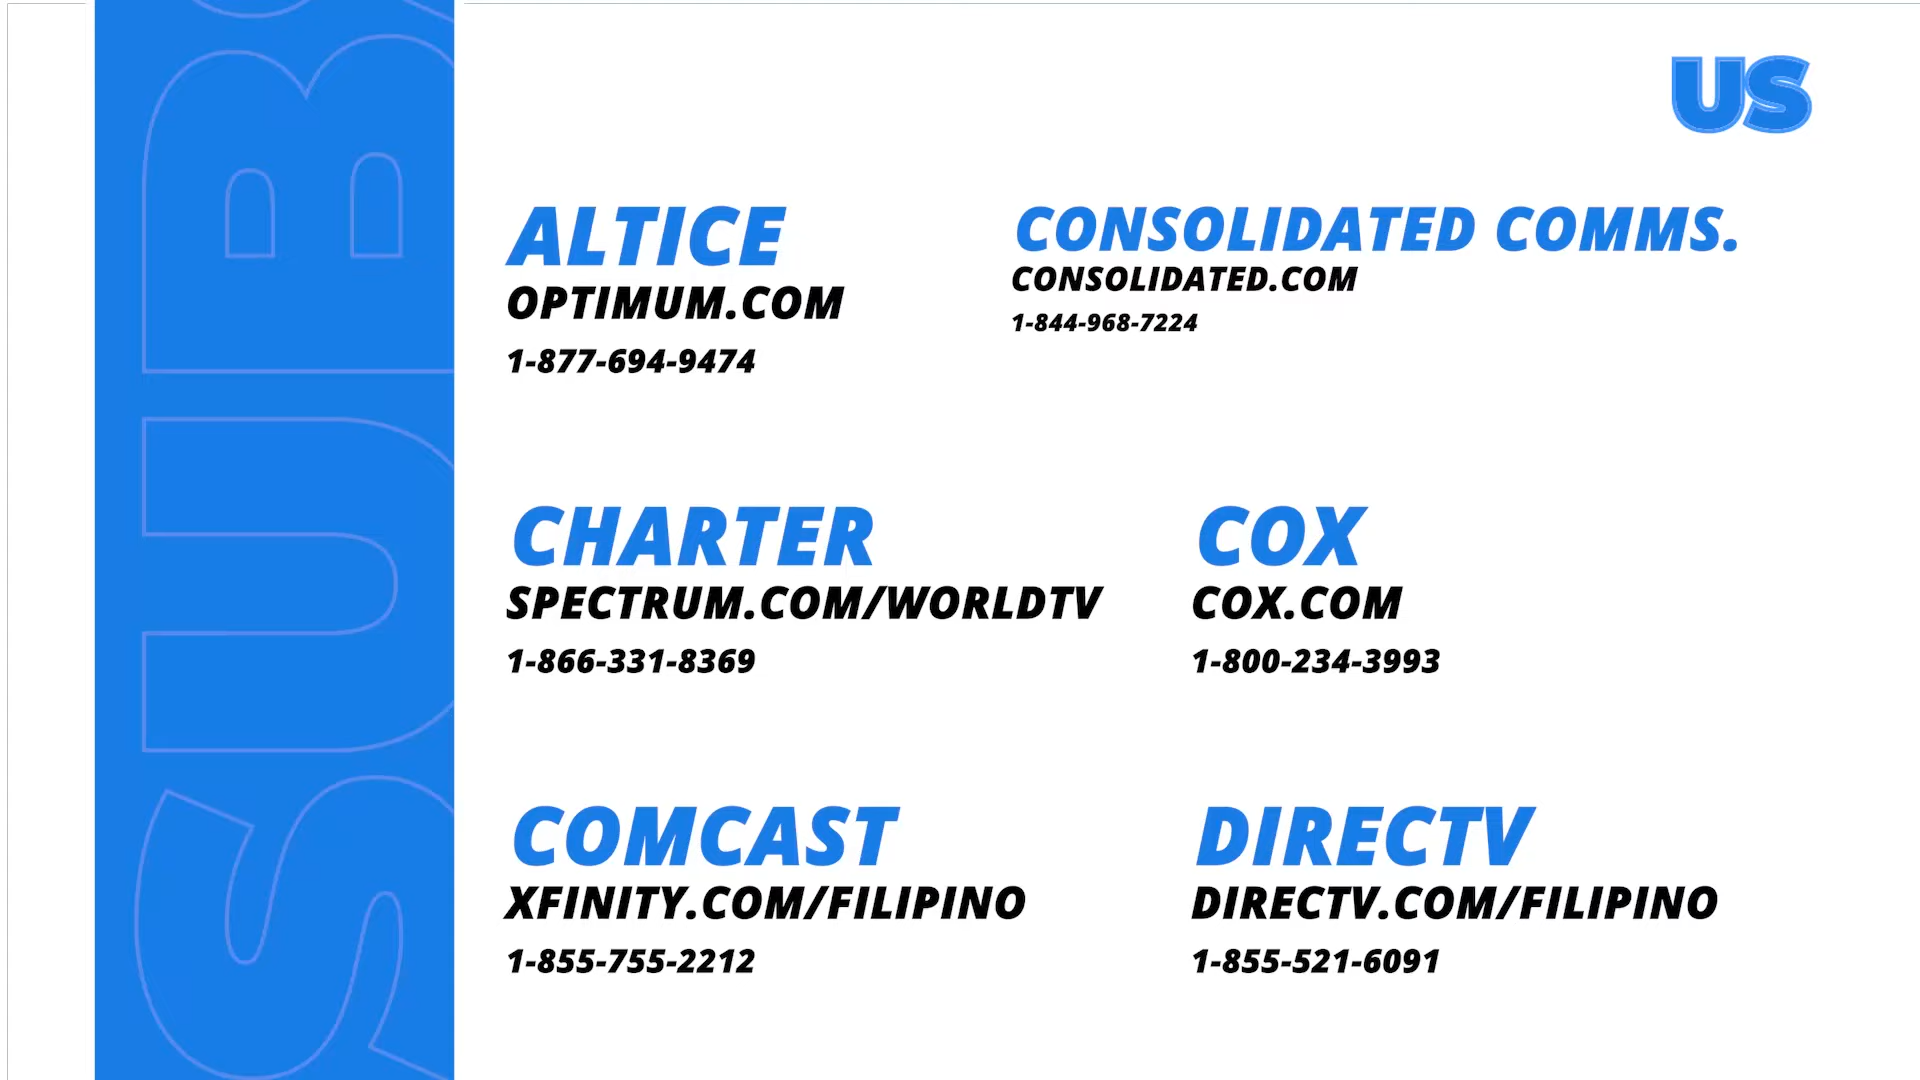 US
ALTICE
OPTIMUM.COM
1-877-694-9474
CONSOLIDATED COMMS.
CONSOLIDATED.COM
1-844-968-7224
CHARTER
SPECTRUM.COM/WORLDTV
1-866-331-8369
COX
COX.COM
1-800-234-3993
COMCAST
XFINITY.COM/FILIPINO
1-855-755-2212
DIRECTV
DIRECTV.COM/FILIPINO
1-855-521-6091
SUB